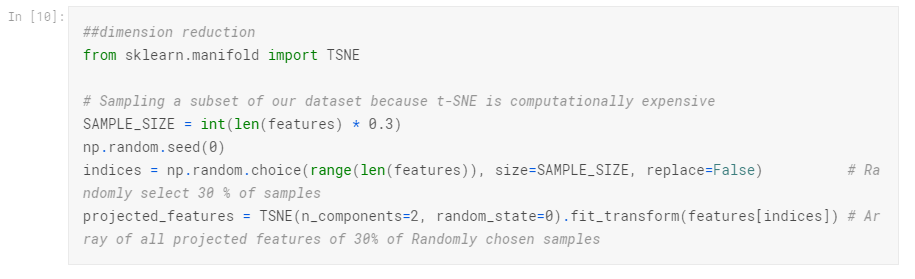 In [10]:
##dimension reduction
from sklearn.manifold import TSNE
# Sampling a subset of our dataset because t-SNE is computationally expensive
SAMPLE_SIZE = int(len(features) * 0.3)
np.random.seed(0)
indices = np.random.choice(range(len(features)), size=SAMPLE_SIZE, replace=False)          # Ra
ndomly select 30 % of samples
projected_features = TSNE(n_components=2, random_state=0).fit_transform(features[indices]) # Ar
ray of all projected features of 30% of Randomly chosen samples